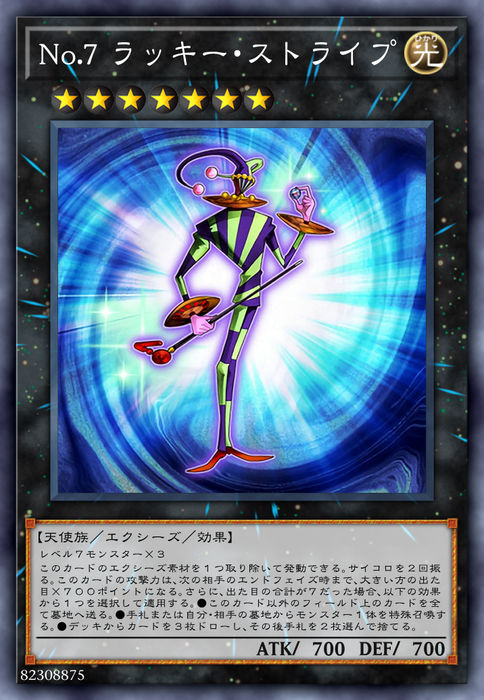 No.7 ラッキー・ストライプ
ひかり
光
【天使族／エクシーズ／効果】
レベル７モンスター×３
このカードのエクシーズ素材を１つ取り除いて発動できる。サイコロを２回振
る。このカードの攻撃力は、次の相手のエンドフェイズ時まで、大きい方の出た
目×７００ポイントになる。さらに、出た目の合計が７だった場合、以下の効果
から１つを選択して適用する。●このカード以外のフィールド上のカードを全
て墓地へ送る。●手札または自分・相手の墓地からモンスター１体を特殊召喚す
る。●デッキからカードを３枚ドローし、その後手札を２枚選んで捨てる。
ATK/ 700 DEF/ 700
82308875